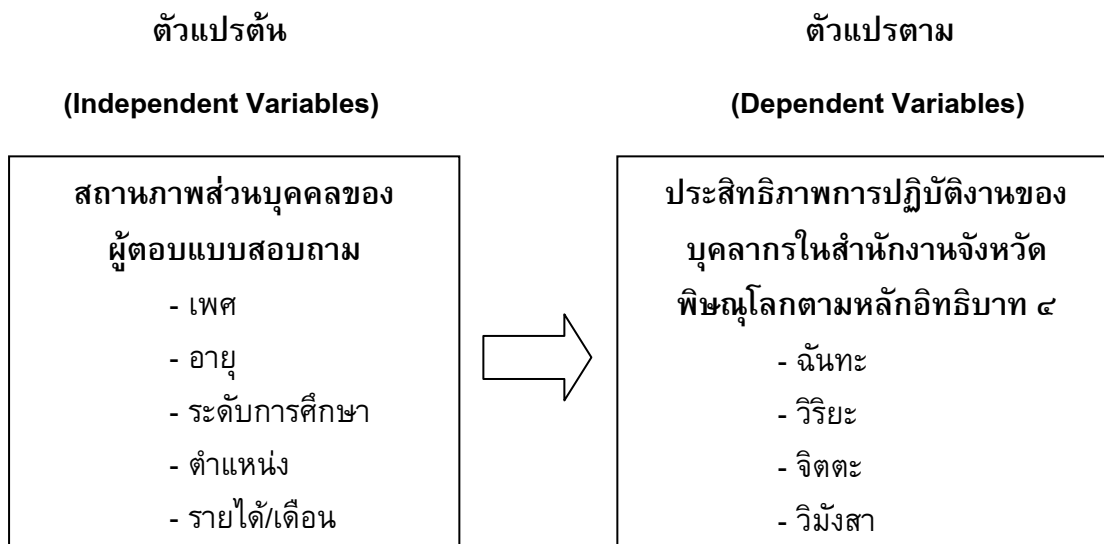 ตัวแปรต้น
(Independent Variables)
สถานภาพส่วนบุคคลของ
ผู้ตอบแบบสอบถาม
- เพศ
- อายุ
- ระดับการศึกษา
- ตำแหน่ง
- รายได้/เดือน
ตัวแปรตาม
(Dependent Variables)
ประสิทธิภาพการปฏิบัติงานของ
บุคลากรในสำนักงานจังหวัด
พิษณุโลกตามหลักอิทธิบาท ๔
- ฉันทะ
- วิริยะ
- จิตตะ
- วิมังสา